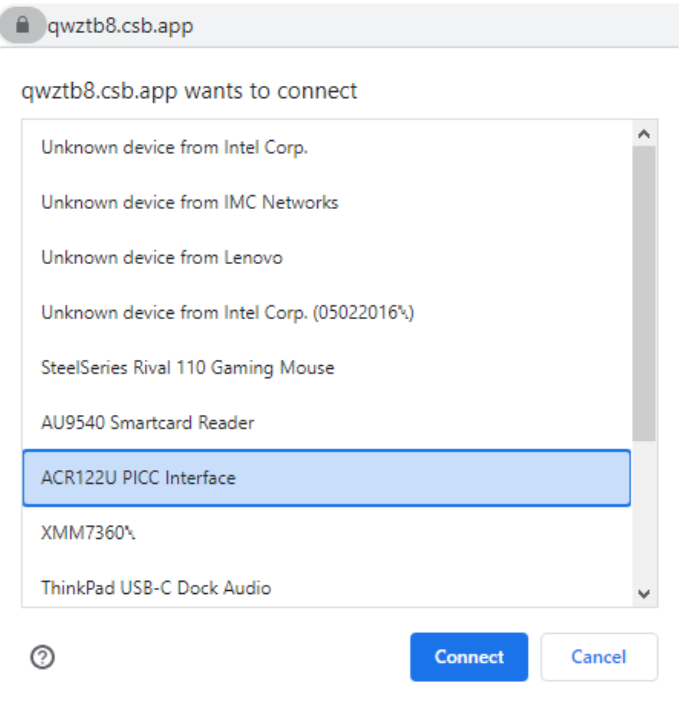 qwztb8.csb.app
qwztb8.csb.app wants to connect
Unknown device from Intel Corp.
Unknown device from IMC Networks
Unknown device from Lenovo
Unknown device from Intel Corp. (05022016␀)
SteelSeries Rival 110 Gaming Mouse
AU9540 Smartcard Reader
ACR122U PICC Interface
XMM7360␀
ThinkPad USB-C Dock Audio
Connect
Cancel